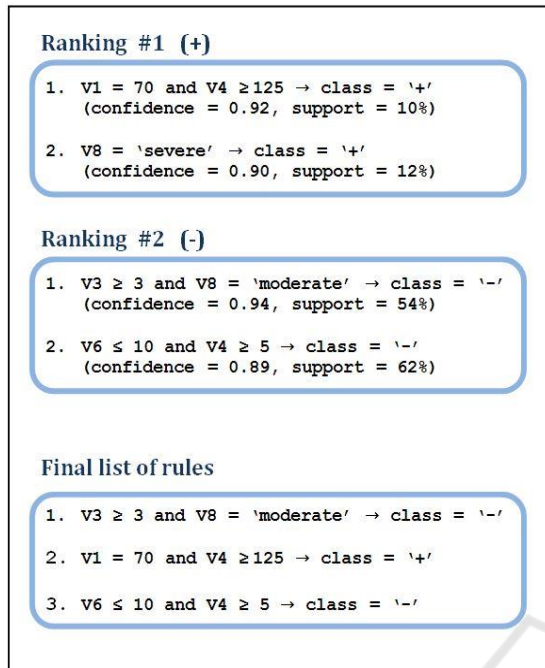 Ranking #1 (+)
1. V1 = 70 and V4 ≥125 → class = ‘+’
(confidence = 0.92, support = 10%)
2. V8 = ‘severe’ → class = ‘+’
(confidence = 0.90, support = 12%)
Ranking #2 (-)
1. V3 ≥ 3 and V8 = ‘moderate’ → class = ‘-’
(confidence = 0.94, support = 54%)
2. V6 ≤ 10 and V4 ≥ 5 → class = ‘-’
(confidence = 0.89, support = 62%)
Final list of rules
1. V3 ≥ 3 and V8 = ‘moderate’ → class = ‘-’
2. V1 = 70 and V4 ≥125 → class = ‘+’
3. V6 ≤ 10 and V4 ≥ 5 → class = ‘-’